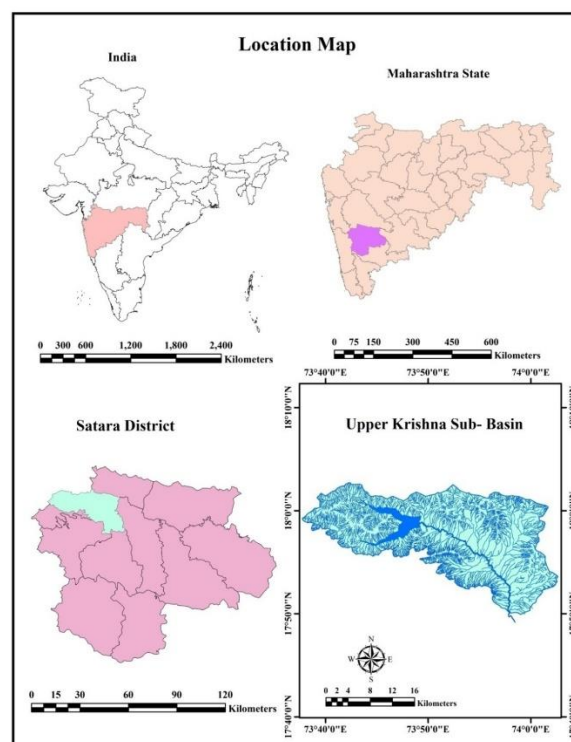 Location Map
India
Maharashtra State
0 300 600 1,200 1,800 2,400
Kilometers
0 75 150 300 450 600
Kilometers
Satara District
73°40'0"E 73°50'0"E 74°0'0"E
Upper Krishna Sub- Basin
18°10'0"N
18°0'0"N
17°50'0"N
17°40'0"N
N
W E
S
0 15 30 60 90 120
Kilometers
0 2 4 8 12 16
Kilometers
73°40'0"E 73°50'0"E 74°0'0"E